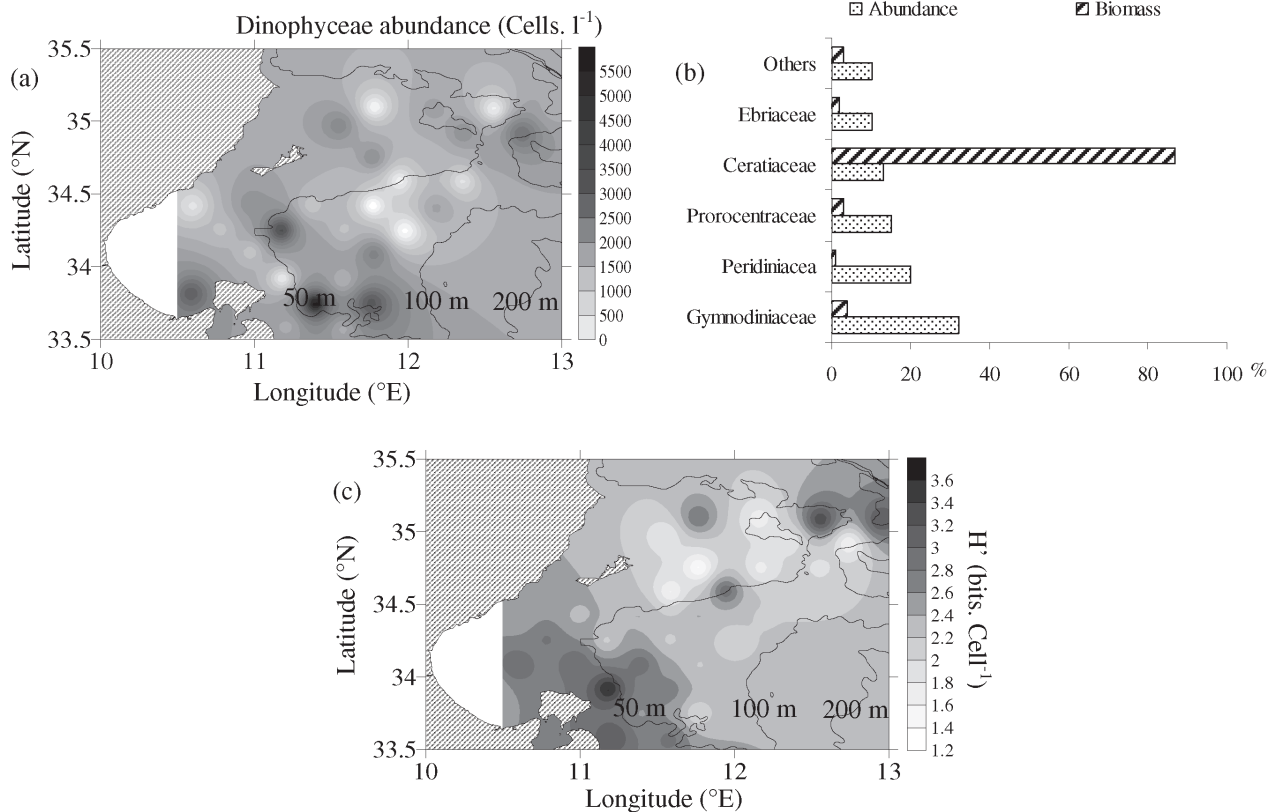 Dinophyceae abundance (Cells. l-1)
(a)
Latitude (°N)
35.5
35
34.5
34
33.5
10
11
12
13
Longitude (°E)
50 m
100 m
200 m
5500
5000
4500
4000
3500
3000
2500
2000
1500
1000
500
0
(b)
Abundance
Biomass
Others
Ebriaceae
Ceratiaceae
Prorocentraceae
Peridiniacea
Gymnodiniaceae
0
20
40
60
80
100
%
(c)
Latitude (°N)
35.5
35
34.5
34
33.5
10
11
12
13
Longitude (°E)
50 m
100 m
200 m
3.6
3.4
3.2
3
2.8
2.6
2.4
2.2
2
1.8
1.6
1.4
1.2
H' (bits. Cell-1)